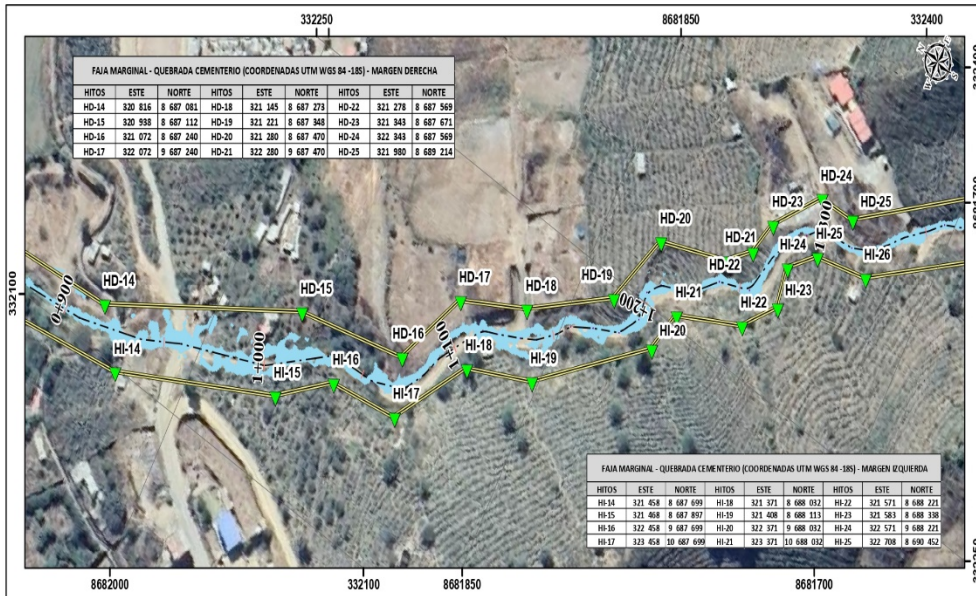 332250 8681850 332400
FAJA MARGINAL - QUEBRADA CEMENTERIO (COORDENADAS UTM WGS 84 -18S) - MARGEN DERECHA
HITOS ESTE NORTE HITOS ESTE NORTE HITOS ESTE NORTE
HD-14 320 816 8 687 081 HD-18 321 145 8 687 273 HD-22 321 278 8 687 569
HD-15 320 938 8 687 112 HD-19 321 221 8 687 348 HD-23 321 343 8 687 671
HD-16 321 072 8 687 240 HD-20 321 280 8 687 470 HD-24 322 343 8 687 569
HD-17 322 072 9 687 240 HD-21 322 280 9 687 470 HD-25 321 980 8 689 214
N
E
W
S
HD-24
HD-23
HD-25
8681700
HD-20
HD-21
HI-24
HI-25
HI-26
HD-22
332100
HD-14
HD-15
HD-17
HD-18
HD-19
HI-21
HI-22
HI-23
0+900
1+000
1+100
1+200
HI-14
HI-15
HI-16
HD-16
HI-17
HI-18
HI-19
HI-20
FAJA MARGINAL - QUEBRADA CEMENTERIO (COORDENADAS UTM WGS 84 -18S) - MARGEN IZQUIERDA
HITOS ESTE NORTE HITOS ESTE NORTE HITOS ESTE NORTE
HI-14 321 458 8 687 699 HI-18 321 371 8 688 032 HI-22 321 571 8 688 221
HI-15 321 468 8 687 897 HI-19 321 408 8 688 113 HI-23 321 583 8 688 338
HI-16 322 458 9 687 699 HI-20 322 371 9 688 032 HI-24 322 571 9 688 221
HI-17 323 458 10 687 699 HI-21 323 371 10 688 032 HI-25 322 708 8 690 452
8682000 332100 8681850 8681700